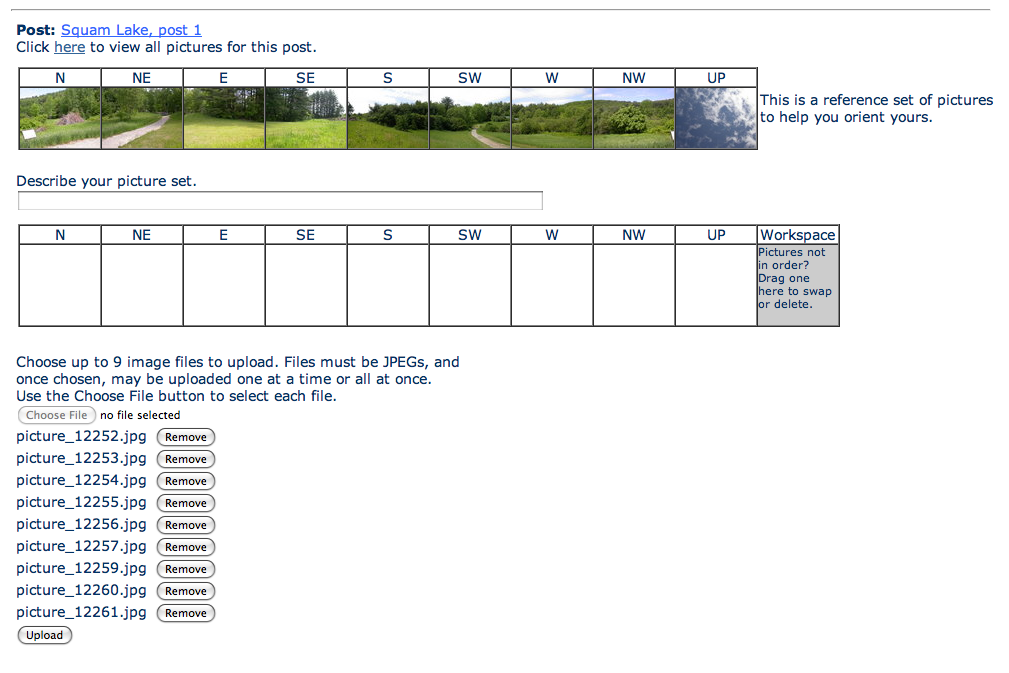 Post: Squam Lake, post 1
Click here to view all pictures for this post.
N NE E SE S SW W NW UP
This is a reference set of pictures
to help you orient yours.
Describe your picture set.
N NE E SE S SW W NW UP Workspace
Pictures not
in order?
Drag one
here to swap
or delete.
Choose up to 9 image files to upload. Files must be JPEGs, and
once chosen, may be uploaded one at a time or all at once.
Use the Choose File button to select each file.
Choose File no file selected
picture_12252.jpg Remove
picture_12253.jpg Remove
picture_12254.jpg Remove
picture_12255.jpg Remove
picture_12256.jpg Remove
picture_12257.jpg Remove
picture_12259.jpg Remove
picture_12260.jpg Remove
picture_12261.jpg Remove
Upload